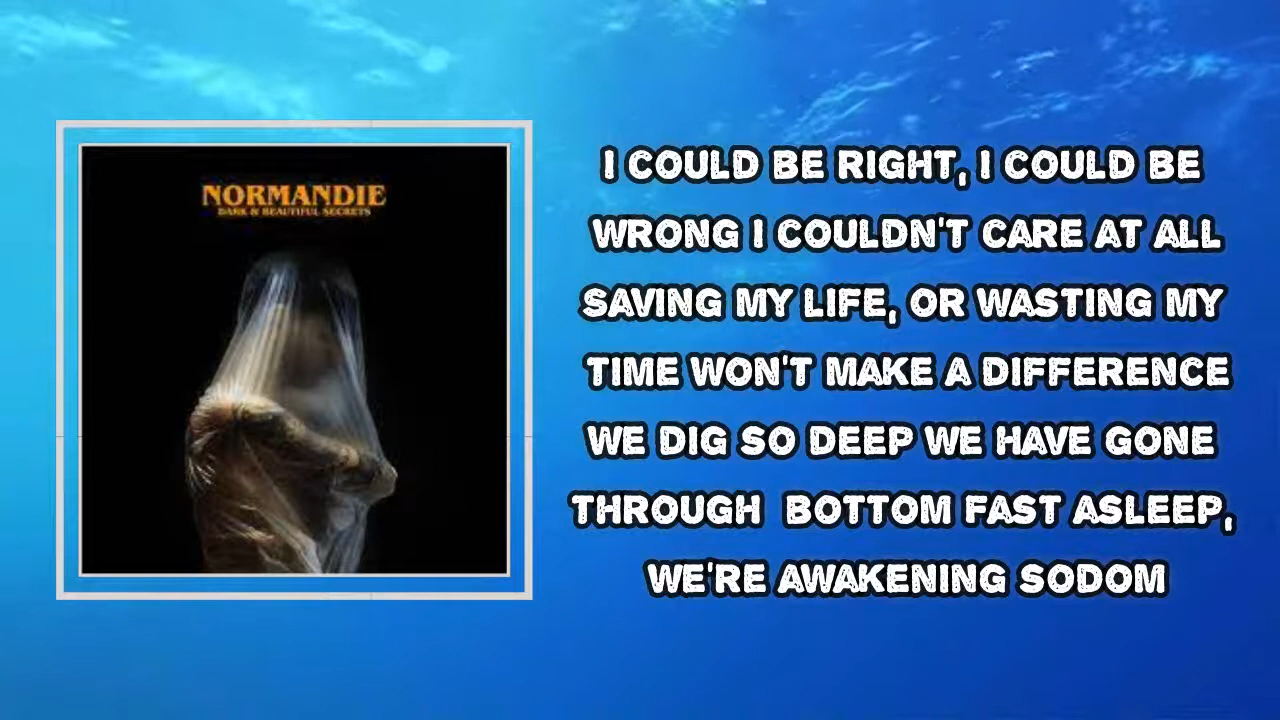 NORMANDIE
DARK & BEAUTIFUL SECRETS
I COULD BE RIGHT, I COULD BE
WRONG I COULDN'T CARE AT ALL
SAVING MY LIFE, OR WASTING MY
TIME WON'T MAKE A DIFFERENCE
WE DIG SO DEEP WE HAVE GONE
THROUGH BOTTOM FAST ASLEEP,
WE'RE AWAKENING SODOM